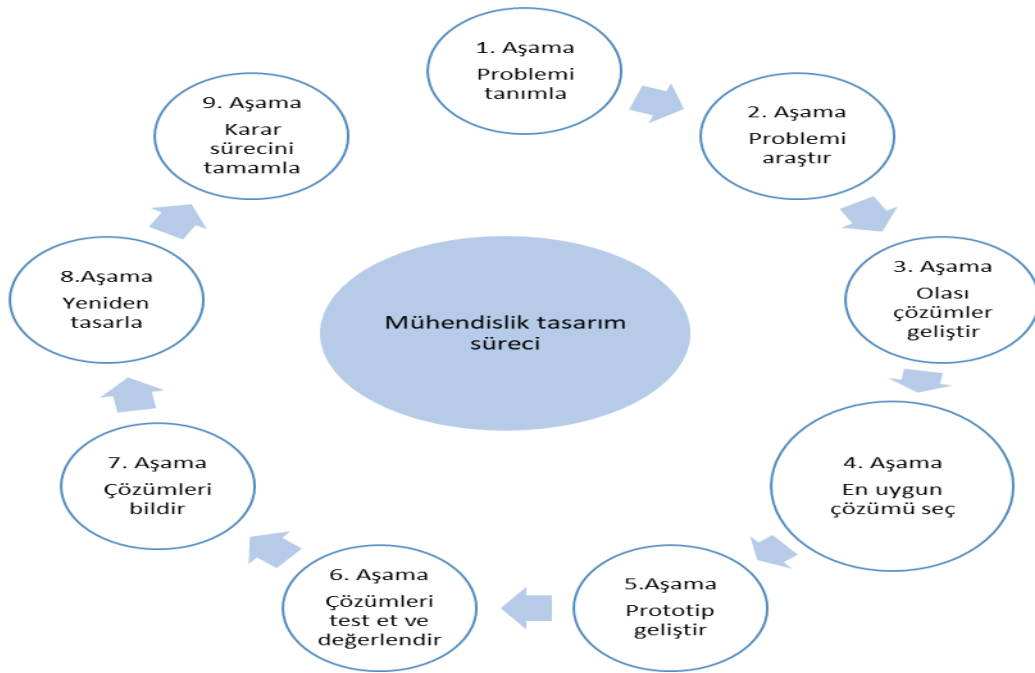 1. Aşama
Problemi
tanımla
2. Aşama
Problemi
araştır
3. Aşama
Olası
çözümler
geliştir
4. Aşama
En uygun
çözümü seç
5.Aşama
Prototip
geliştir
6. Aşama
Çözümleri
test et ve
değerlendir
7. Aşama
Çözümleri
bildir
8.Aşama
Yeniden
tasarla
9. Aşama
Karar
sürecini
tamamla
Mühendislik tasarım
süreci